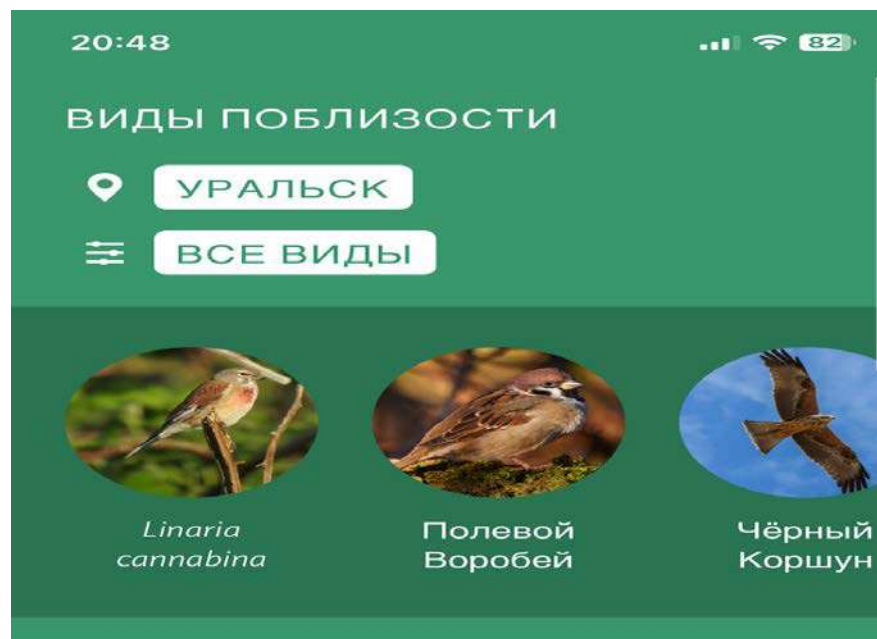 20:48
82
ВИДЫ ПОБЛИЗОСТИ
УРАЛЬСК
ВСЕ ВИДЫ
Linaria
cannabina
Полевой
Воробей
Чёрный
Коршун